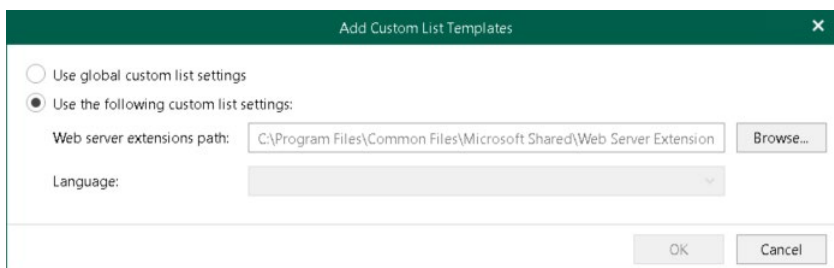 Add Custom List Templates
Use global custom list settings
Use the following custom list settings:
Web server extensions path: C:\Program Files\Common Files\Microsoft Shared\Web Server Extension Browse...
Language:
OK Cancel